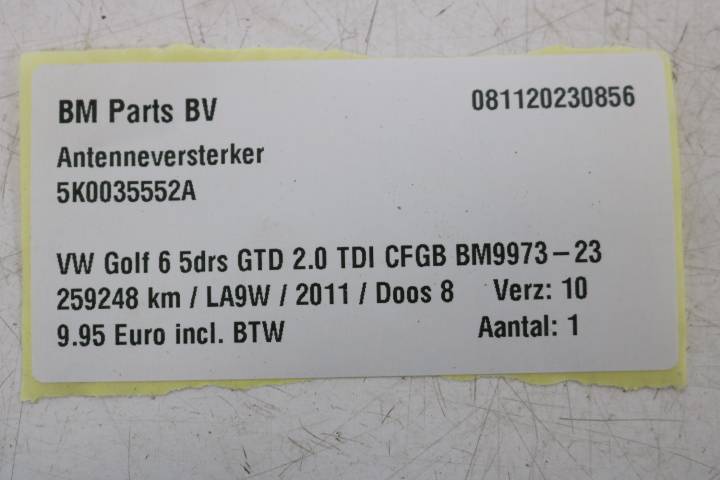 BM Parts BV 081120230856
Antenneversterker
5K0035552A
VW Golf 6 5drs GTD 2.0 TDI CFGB BM9973-23
259248 km / LA9W / 2011 / Doos 8 Verz: 10
9.95 Euro incl. BTW Aantal: 1